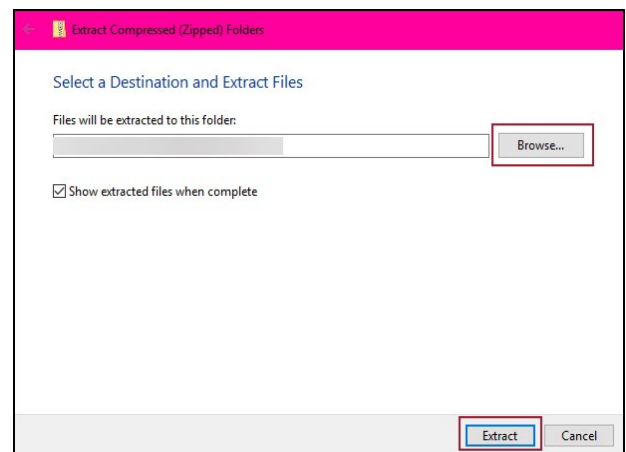 Extract Compressed (Zipped) Folders
Select a Destination and Extract Files
Files will be extracted to this folder:
Browse...
Show extracted files when complete
Extract
Cancel